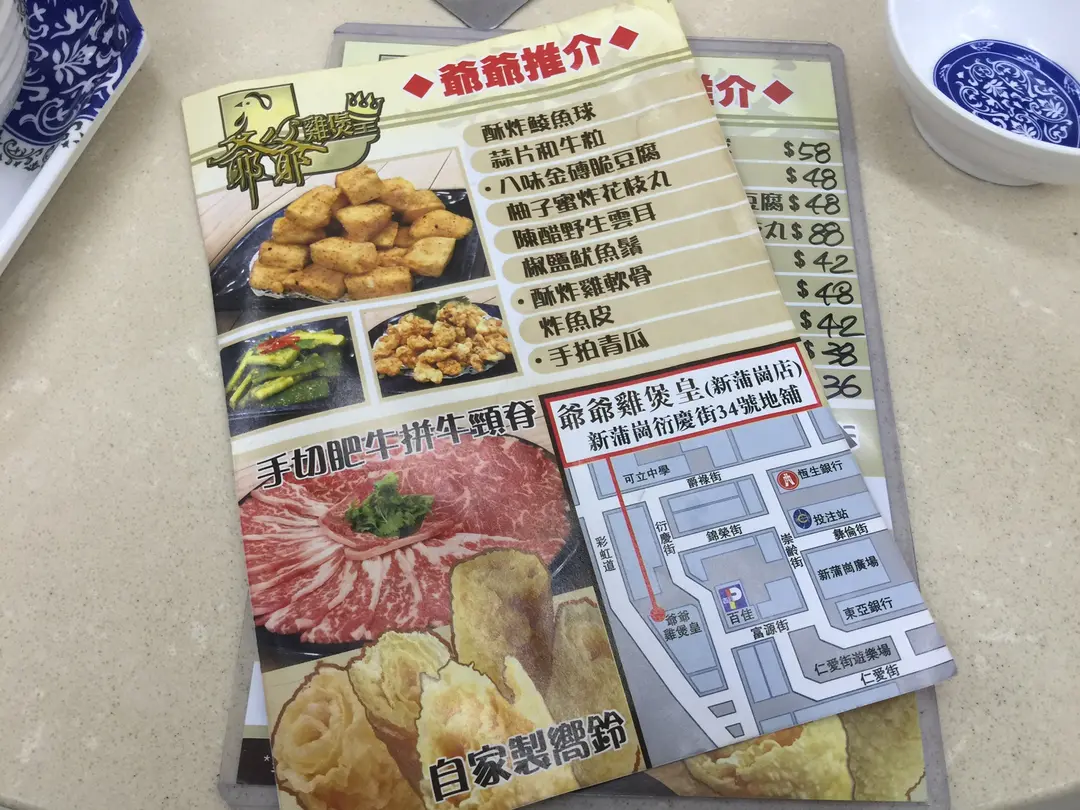 爺爺推介
爺爺雞煲皇
酥炸鯪魚球
蒜片和牛粒
・八味金磚脆豆腐
柚子蜜炸花枝丸
陳醋野生雲耳
椒鹽魷魚鬚
・酥炸雞軟骨
炸魚皮
・手拍青瓜
介
$58
$48
豆腐 $48
丸 $88
$42
$48
$42
$38
36
手切肥牛拼牛頸脊
自家製嚮鈴
爺爺雞煲皇(新蒲崗店)
新蒲崗衍慶街34號地舖
可立中學
爵祿街
恆生銀行
投注站
彩虹道
衍慶街
錦榮街
崇齡街
彝倫街
新蒲崗廣場
百佳
東亞銀行
爺爺
雞煲皇
富源街
仁愛街遊樂場
仁愛街